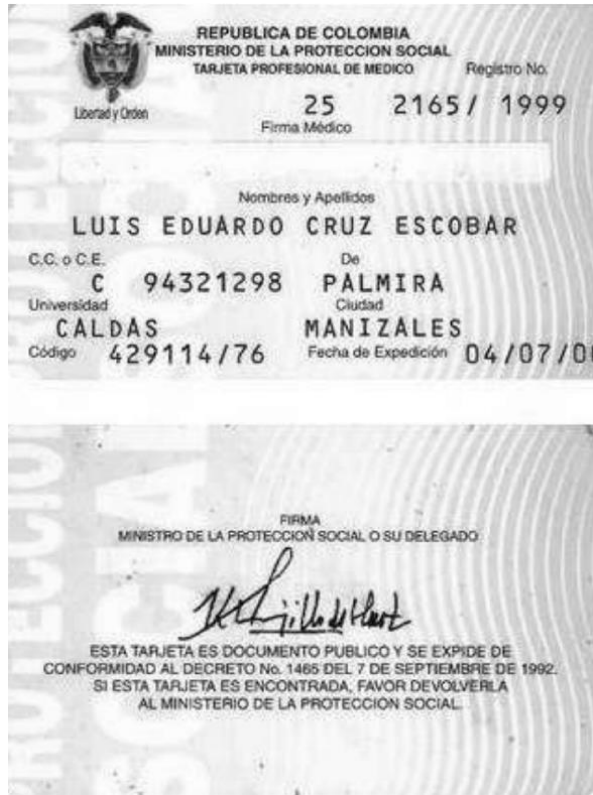 REPUBLICA DE COLOMBIA
MINISTERIO DE LA PROTECCION SOCIAL
TARJETA PROFESIONAL DE MEDICO Registro No.
Libertad y Orden 25 2165/ 1999
Firma Médico
Nombres y Apellidos
LUIS EDUARDO CRUZ ESCOBAR
C.C. o C.E. De
C 94321298 PALMIRA
Universidad Ciudad
CALDAS MANIZALES
Código 429114/76 Fecha de Expedición 04/07/0
FIRMA
MINISTRO DE LA PROTECCION SOCIAL O SU DELEGADO
ESTA TARJETA ES DOCUMENTO PUBLICO Y SE EXPIDE DE
CONFORMIDAD AL DECRETO No. 1465 DEL 7 DE SEPTIEMBRE DE 1992.
SI ESTA TARJETA ES ENCONTRADA, FAVOR DEVOLVERLA
AL MINISTERIO DE LA PROTECCION SOCIAL.